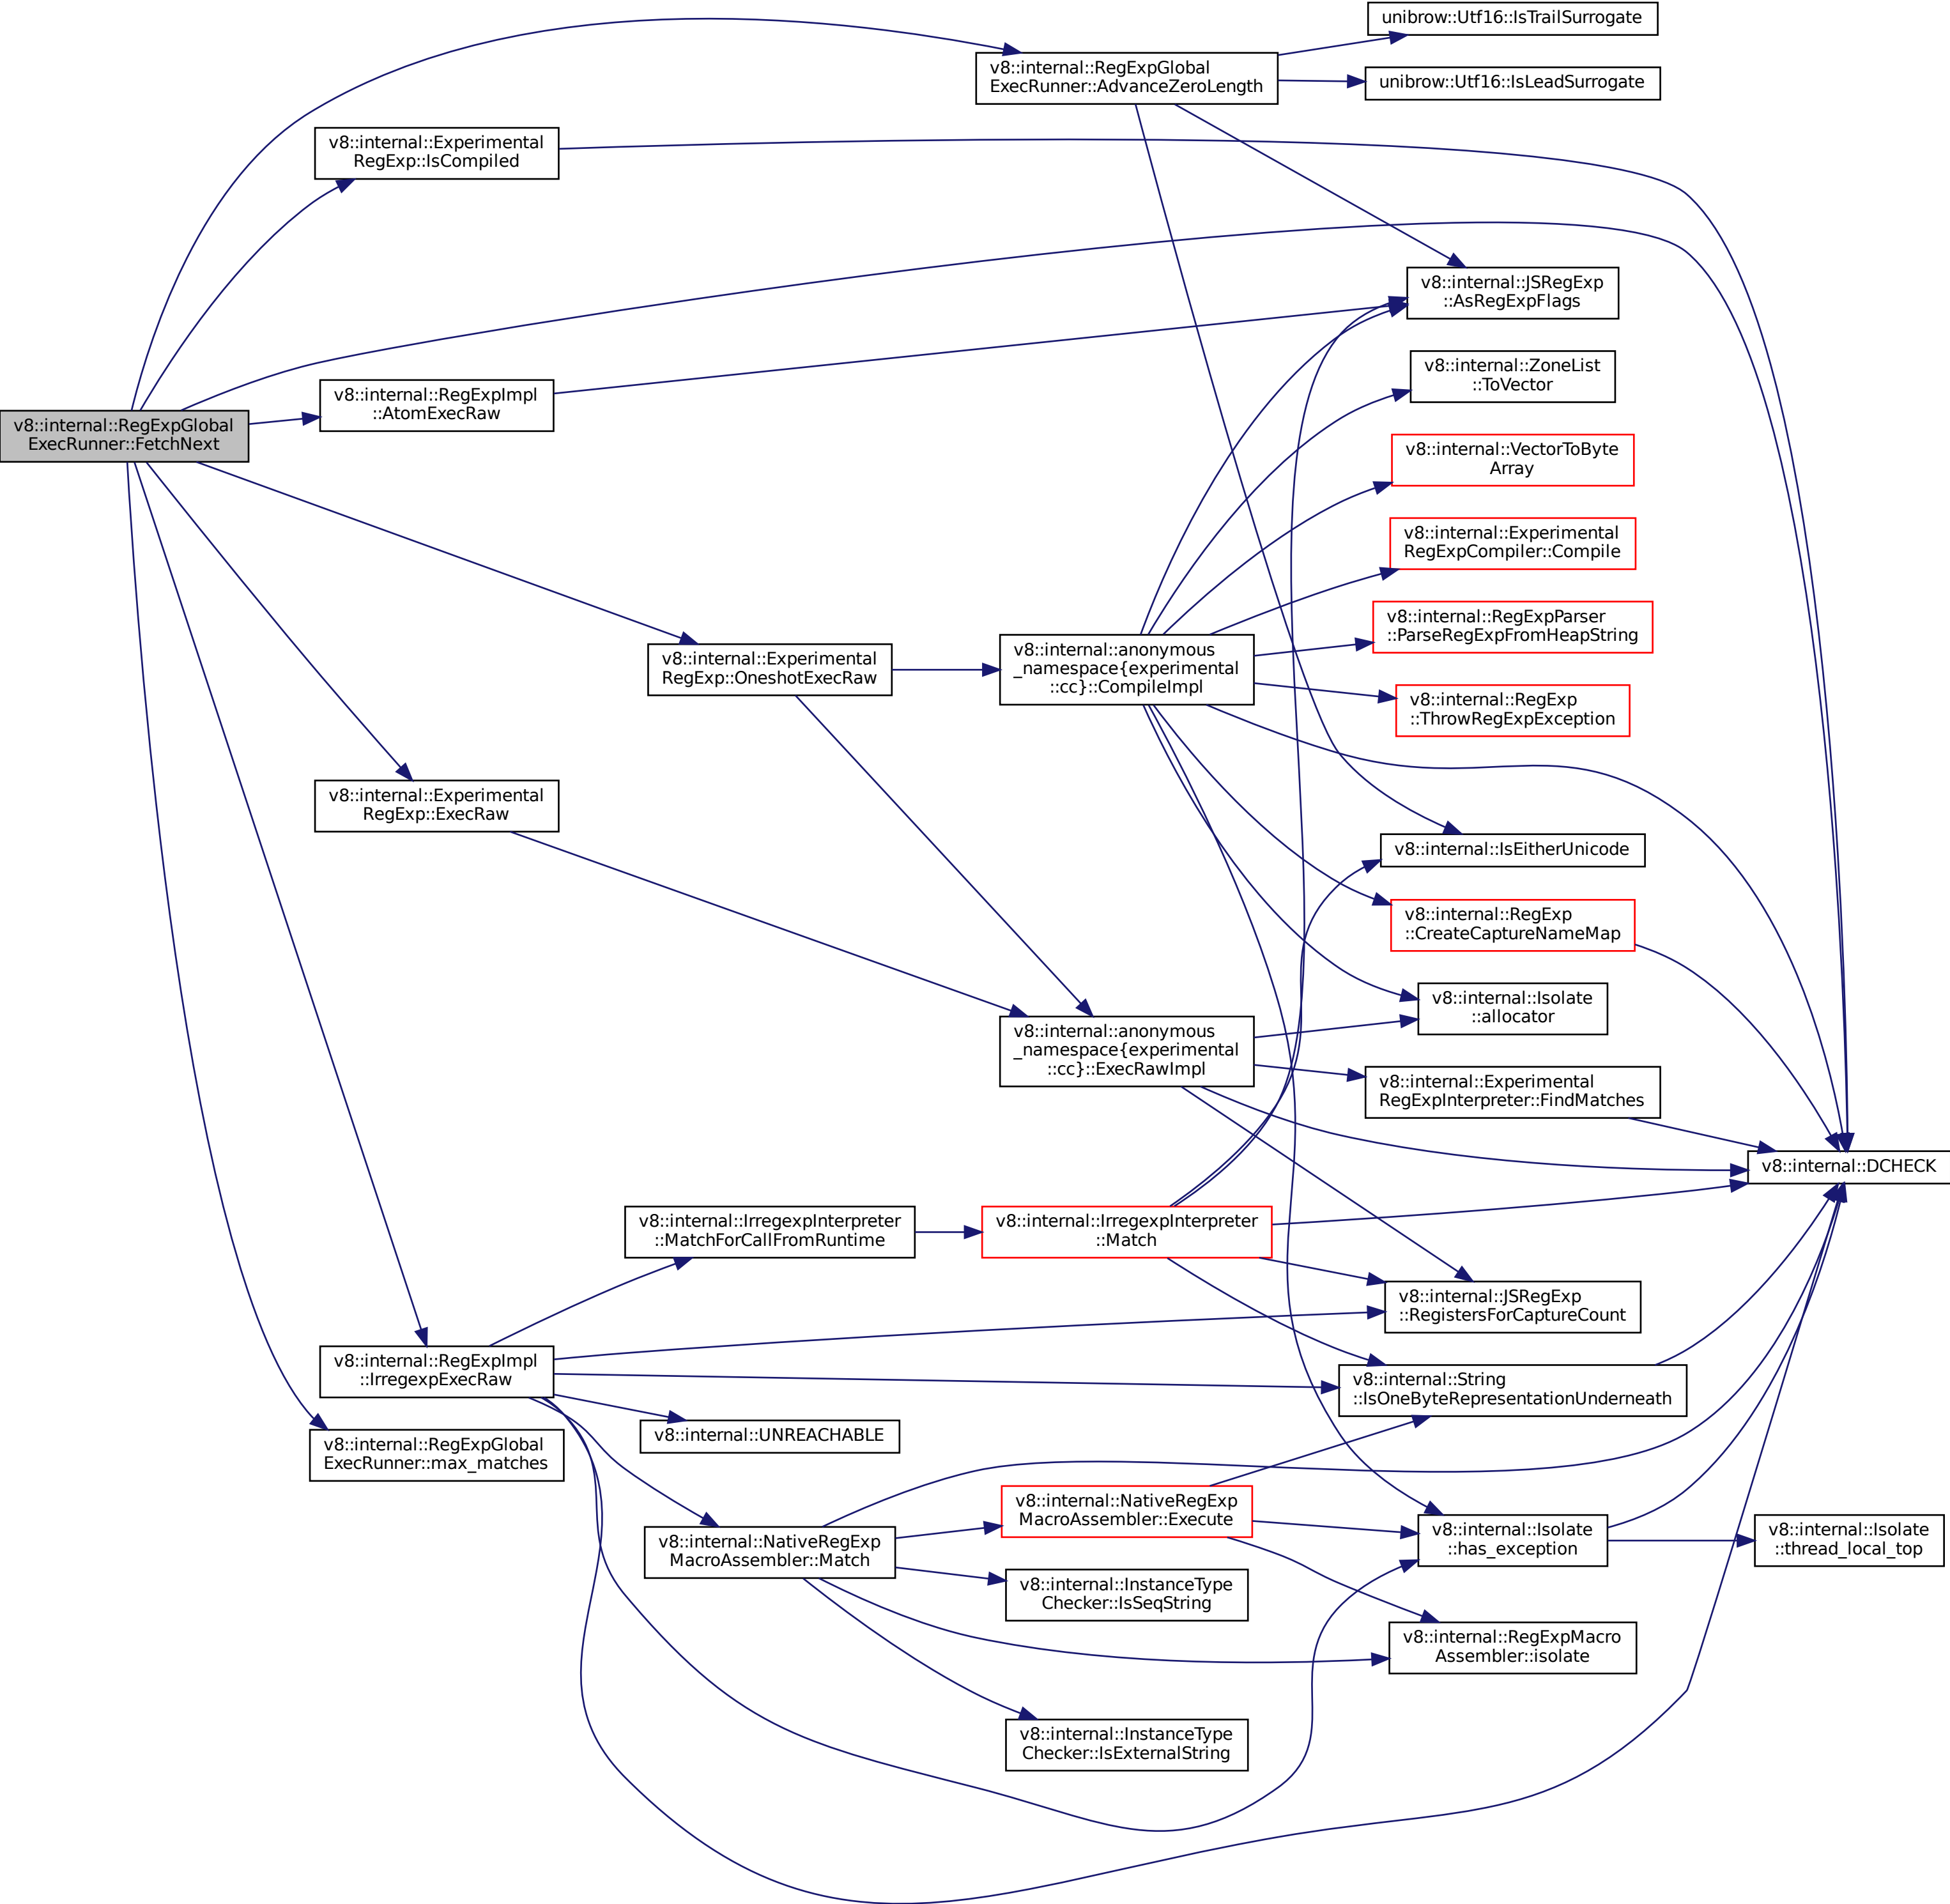 v8::internal::RegExpGlobal
ExecRunner::FetchNext
v8::internal::RegExpGlobal
ExecRunner::AdvanceZeroLength
unibrow::Utf16::IsTrailSurrogate
unibrow::Utf16::IsLeadSurrogate
v8::internal::Experimental
RegExp::IsCompiled
v8::internal::JSRegExp
::AsRegExpFlags
v8::internal::RegExpImpl
::AtomExecRaw
v8::internal::ZoneList
::ToVector
v8::internal::VectorToByte
Array
v8::internal::Experimental
RegExpCompiler::Compile
v8::internal::RegExpParser
::ParseRegExpFromHeapString
v8::internal::Experimental
RegExp::OneshotExecRaw
v8::internal::anonymous
_namespace{experimental
::cc}::CompileImpl
v8::internal::RegExp
::ThrowRegExpException
v8::internal::Experimental
RegExp::ExecRaw
v8::internal::IsEitherUnicode
v8::internal::RegExp
::CreateCaptureNameMap
v8::internal::Isolate
::allocator
v8::internal::anonymous
_namespace{experimental
::cc}::ExecRawImpl
v8::internal::Experimental
RegExpInterpreter::FindMatches
v8::internal::DCHECK
v8::internal::IrregexpInterpreter
::MatchForCallFromRuntime
v8::internal::IrregexpInterpreter
::Match
v8::internal::JSRegExp
::RegistersForCaptureCount
v8::internal::RegExpImpl
::IrregexpExecRaw
v8::internal::String
::IsOneByteRepresentationUnderneath
v8::internal::UNREACHABLE
v8::internal::RegExpGlobal
ExecRunner::max_matches
v8::internal::NativeRegExp
MacroAssembler::Execute
v8::internal::NativeRegExp
MacroAssembler::Match
v8::internal::Isolate
::has_exception
v8::internal::Isolate
::thread_local_top
v8::internal::InstanceType
Checker::IsSeqString
v8::internal::RegExpMacro
Assembler::isolate
v8::internal::InstanceType
Checker::IsExternalString